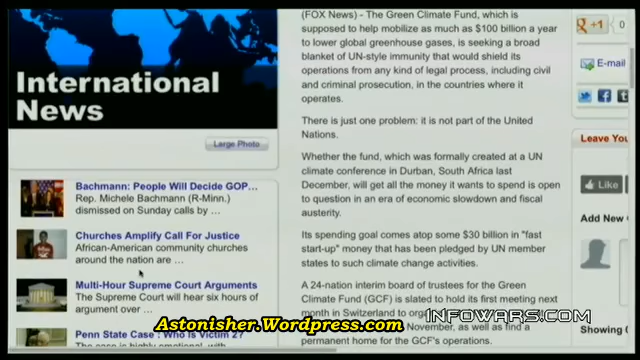 International
News
Large Photo
Bachmann: People Will Decide GOP...
Rep. Michele Bachmann (R-Minn.)
dismissed on Sunday calls by ...
Churches Amplify Call For Justice
African-American community churches
around the nation are ...
Multi-Hour Supreme Court Arguments
The Supreme Court will hear six hours of
argument over ...
Penn State Case: Who Is Victim 2?
The case is highly emotional, with
(FOX News) - The Green Climate Fund, which is
supposed to help mobilize as much as $100 billion a year
to lower global greenhouse gases, is seeking a broad
blanket of UN-style immunity that would shield its
operations from any kind of legal process, including civil
and criminal prosecution, in the countries where it
operates.
There is just one problem: it is not part of the United
Nations.
Whether the fund, which was formally created at a UN
climate conference in Durban, South Africa last
December, will get all the money it wants to spend is open
to question in an era of economic slowdown and fiscal
austerity.
Its spending goal comes atop some $30 billion in "fast
start-up" money that has been pledged by UN member
states to such climate change activities.
A 24-nation interim board of trustees for the Green
Climate Fund (GCF) is slated to hold its first meeting next
month in Switzerland to
November, as well as find a
permanent home for the GCF's operations.
+1
0
E-mail
Leave You
Like
Add New
Sharing C
INFOWARS.COM
Astonisher.Wordpress.com